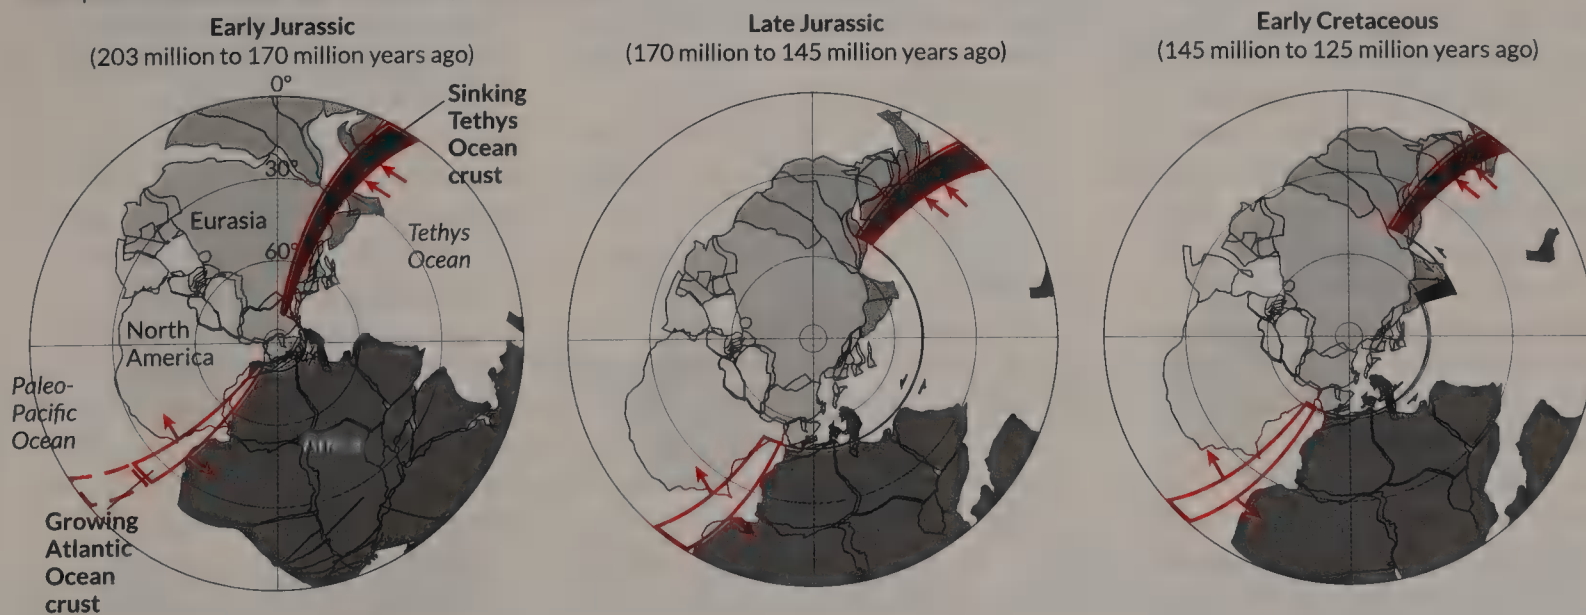 Early Jurassic
(203 million to 170 million years ago)
0°
30°
60°
Sinking
Tethys
Ocean
crust
Eurasia
Tethys
Ocean
North
America
Paleo-
Pacific
Ocean
Growing
Atlantic
Ocean
crust
Late Jurassic
(170 million to 145 million years ago)
Early Cretaceous
(145 million to 125 million years ago)